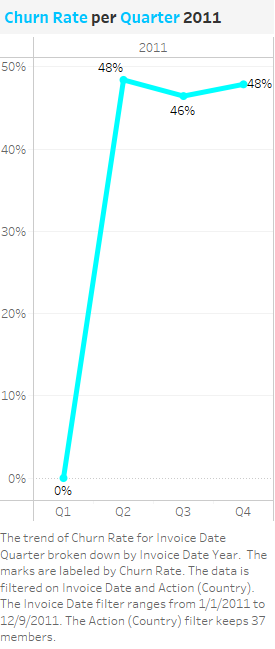 Churn Rate per Quarter 2011
2011
50%
48%
48%
46%
40%
30%
20%
10%
0%
0%
Q1 Q2 Q3 Q4
The trend of Churn Rate for Invoice Date
Quarter broken down by Invoice Date Year. The
marks are labeled by Churn Rate. The data is
filtered on Invoice Date and Action (Country).
The Invoice Date filter ranges from 1/1/2011 to
12/9/2011. The Action (Country) filter keeps 37
members.